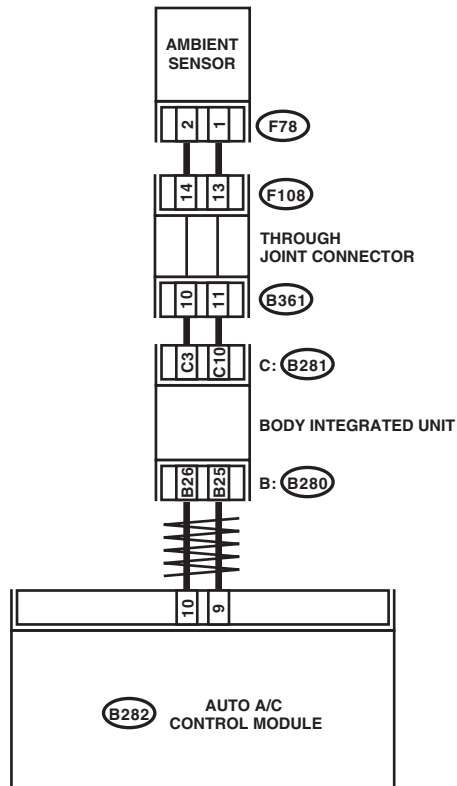 AMBIENT
SENSOR
2 1 F78
14 13 F108
THROUGH
JOINT CONNECTOR
10 11 B361
C3 C10 C: B281
BODY INTEGRATED UNIT
B26 B25 B: B280
10 9
B282 AUTO A/C
CONTROL MODULE